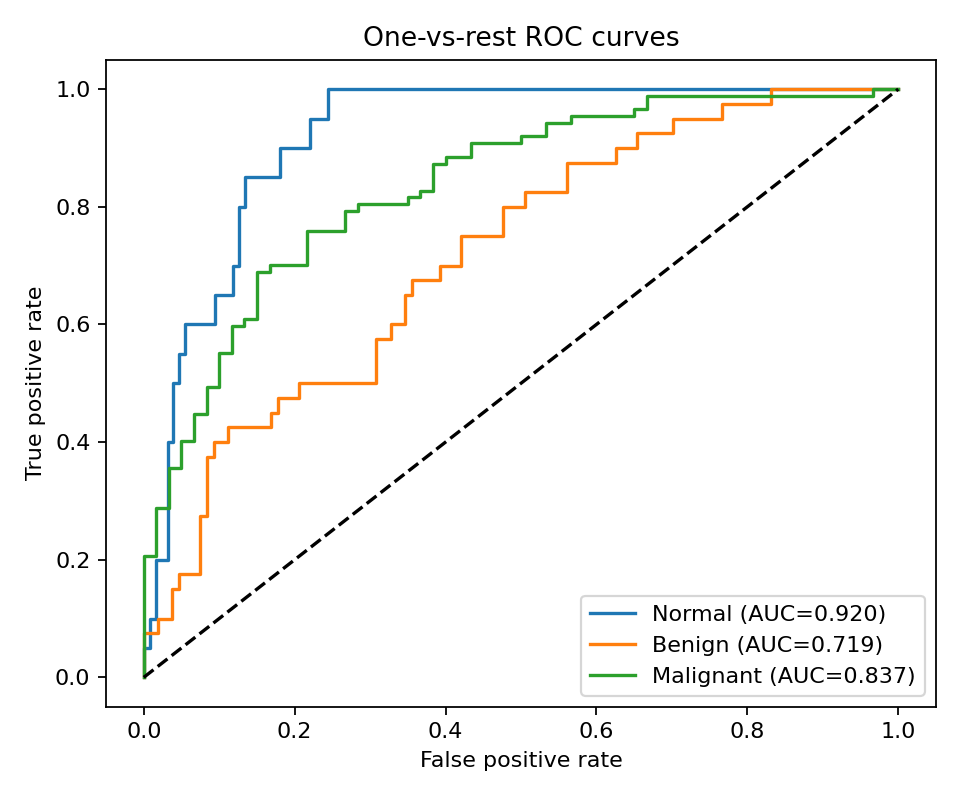 One-vs-rest ROC curves
1.0
0.8
0.6
0.4
0.2
0.0
True positive rate
Normal (AUC=0.920)
Benign (AUC=0.719)
Malignant (AUC=0.837)
0.0 0.2 0.4 0.6 0.8 1.0
False positive rate